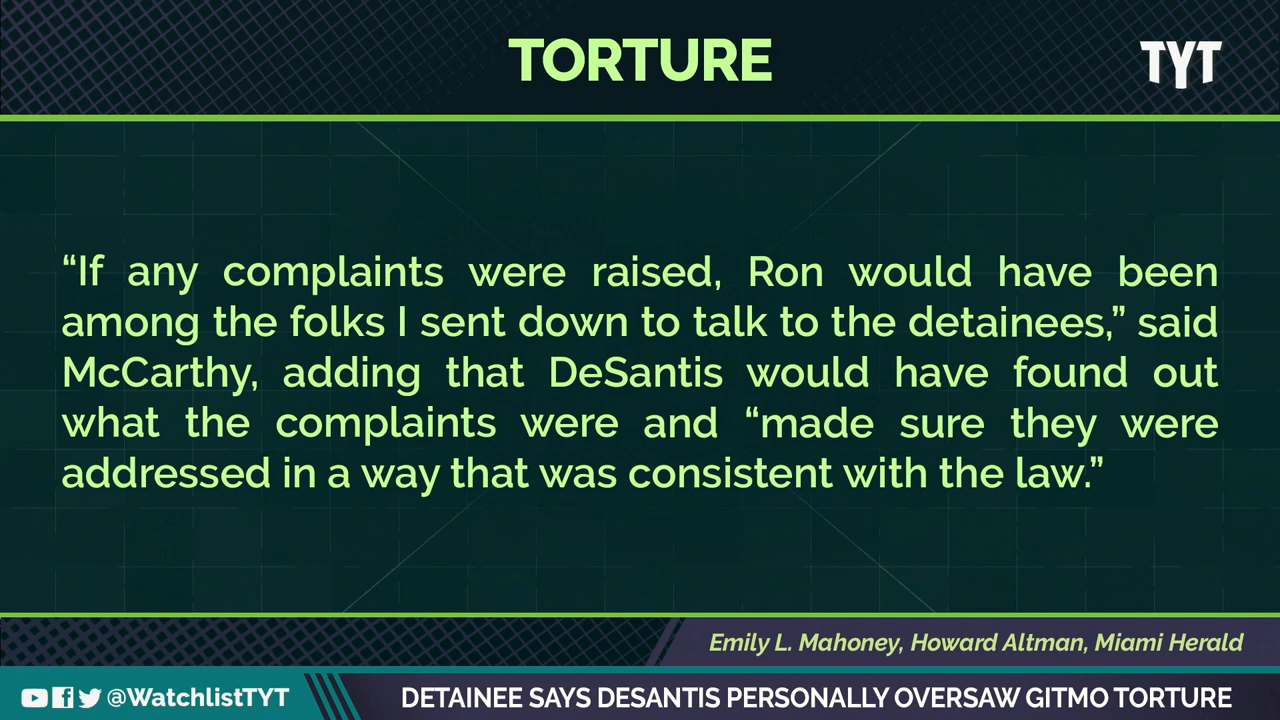 TORTURE
TYT
“If any complaints were raised, Ron would have been
among the folks I sent down to talk to the detainees,” said
McCarthy, adding that DeSantis would have found out
what the complaints were and “made sure they were
addressed in a way that was consistent with the law.”
Emily L. Mahoney, Howard Altman, Miami Herald
@WatchlistTYT
DETAINEE SAYS DESANTIS PERSONALLY OVERSAW GITMO TORTURE